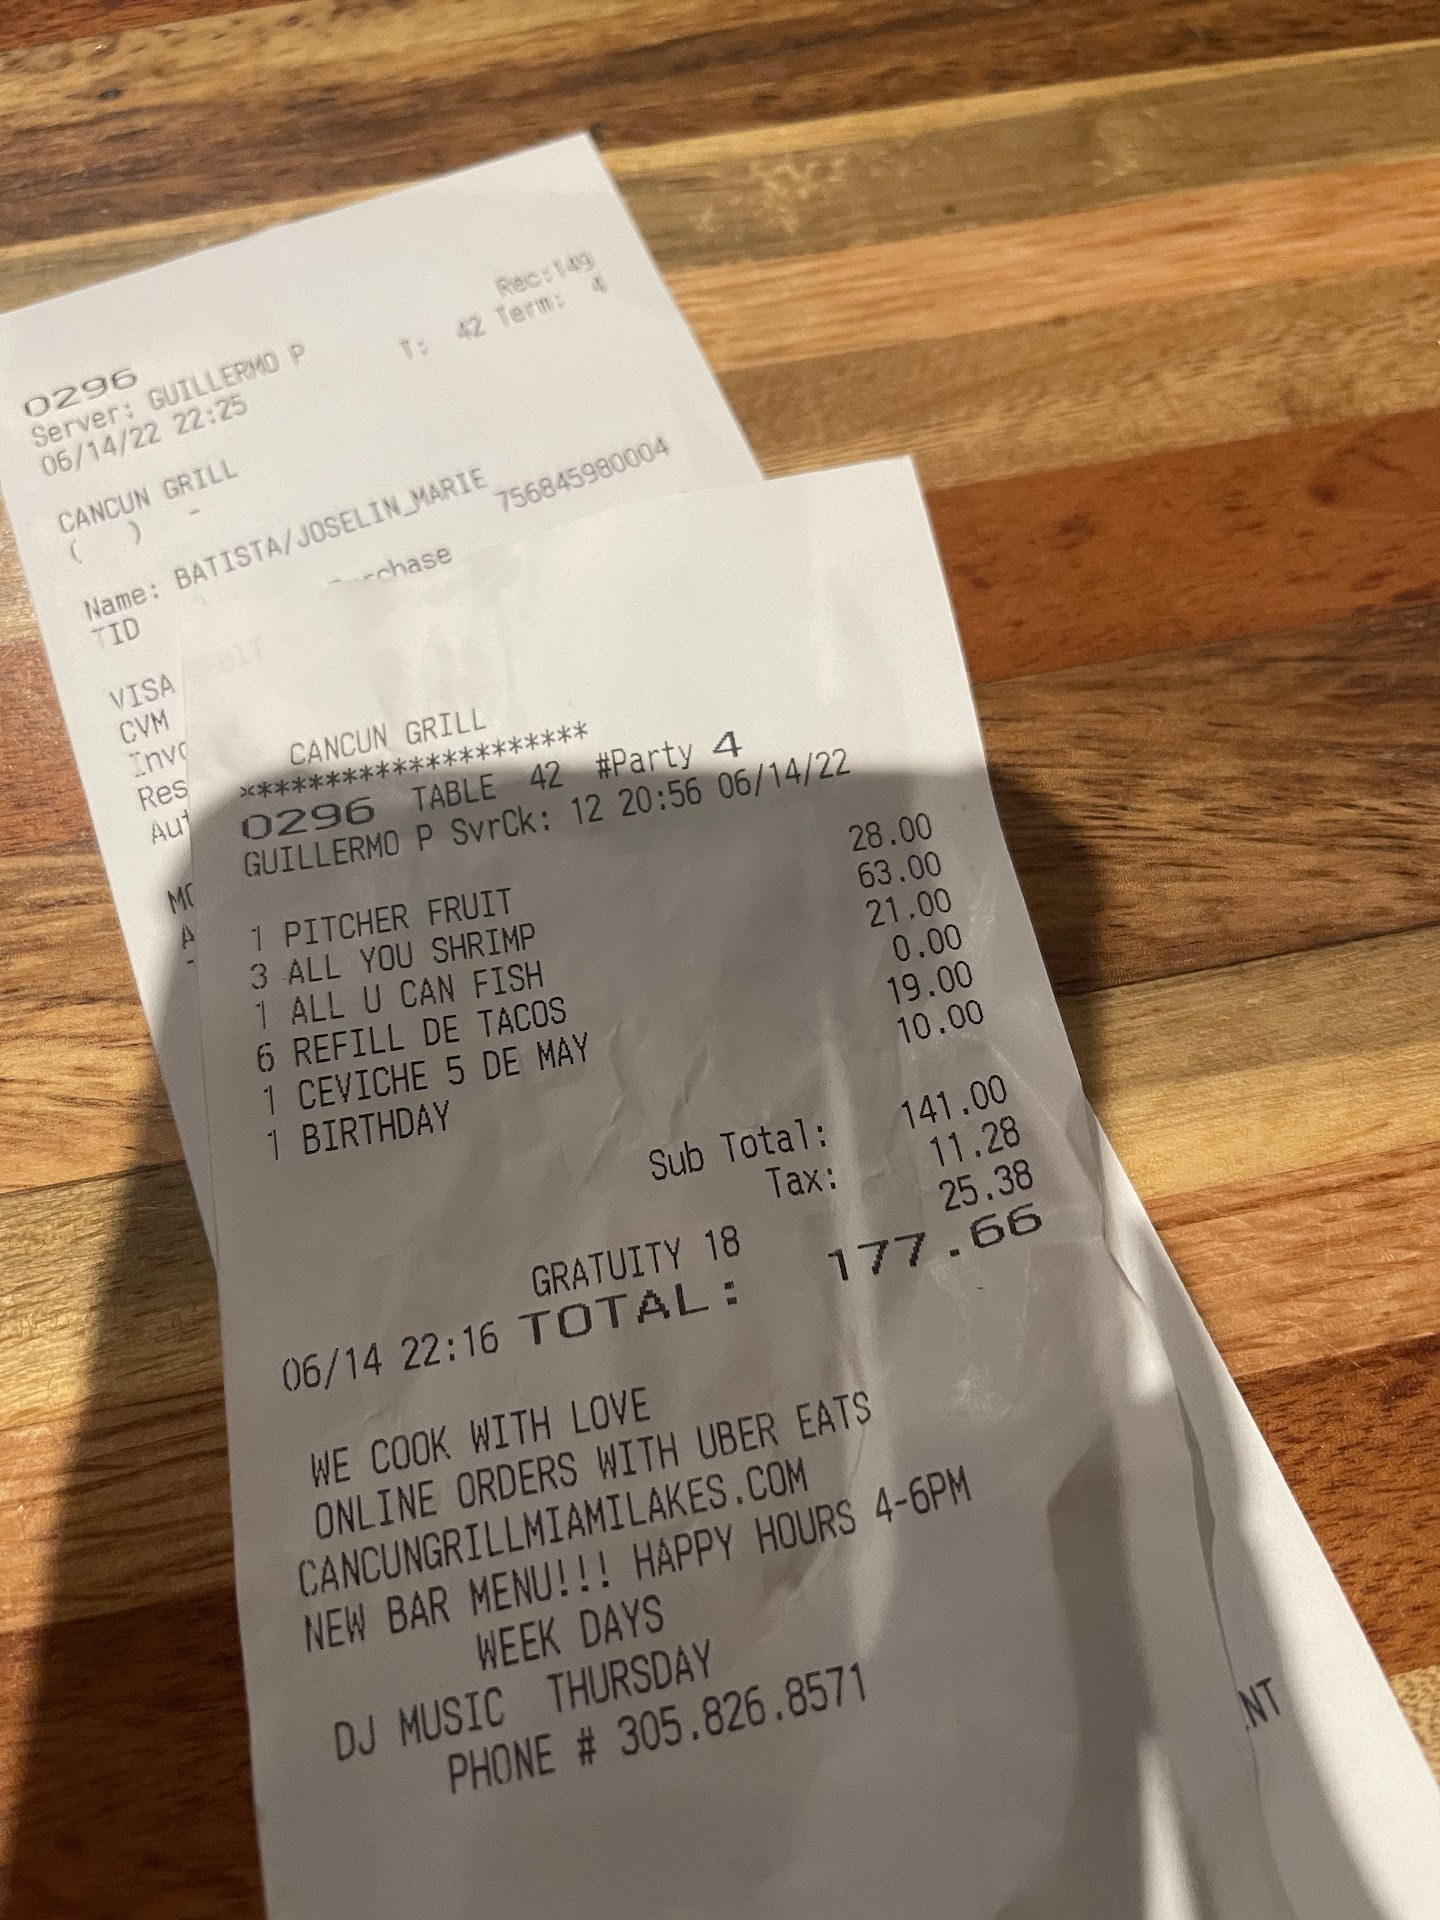 Rec:149
0296 T: 42 Term: 4
Server: GUILLERMO P
06/14/22 22:25
CANCUN GRILL
( ) -
Name: BATISTA/JOSELIN_MARIE
TID 756845980004
VISA
CVM
Invo
Res
Aut
CANCUN GRILL
*********************
0296 TABLE 42 #Party 4
GUILLERMO P SvrCk: 12 20:56 06/14/22
1 PITCHER FRUIT 28.00
3 ALL YOU SHRIMP 63.00
1 ALL U CAN FISH 21.00
6 REFILL DE TACOS 0.00
1 CEVICHE 5 DE MAY 19.00
1 BIRTHDAY 10.00
Sub Total: 141.00
Tax: 11.28
GRATUITY 18 25.38
06/14 22:16 TOTAL: 177.66
WE COOK WITH LOVE
ONLINE ORDERS WITH UBER EATS
CANCUNGRILLMIAMILAKES.COM
NEW BAR MENU!!! HAPPY HOURS 4-6PM
WEEK DAYS
DJ MUSIC THURSDAY
PHONE # 305.826.8571